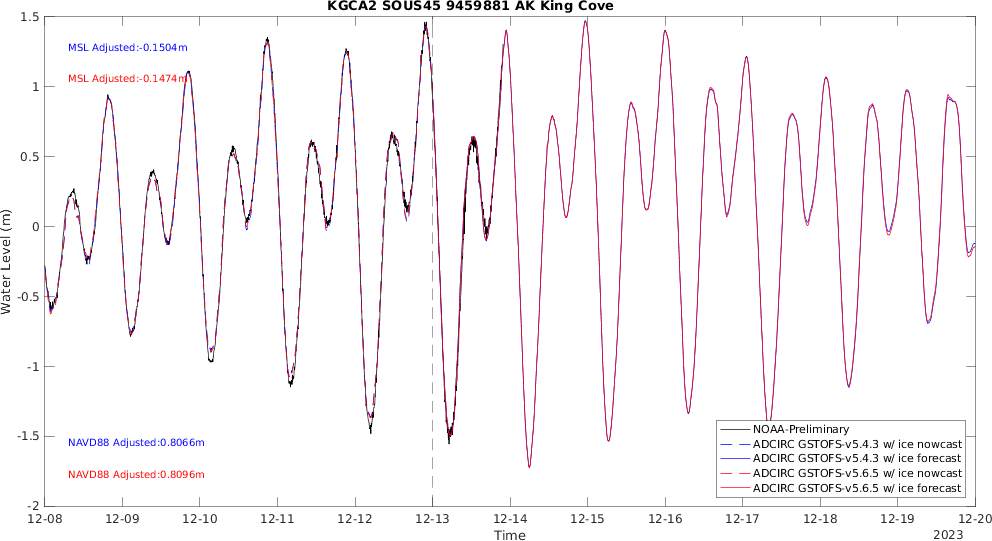 KGCA2 SOUS45 9459881 AK King Cove
1.5
1
0.5
0
-0.5
-1
-1.5
-2
Water Level (m)
MSL Adjusted:-0.1504m
MSL Adjusted:-0.1474m
NAVD88 Adjusted:0.8066m
NAVD88 Adjusted:0.8096m
NOAA-Preliminary
ADCIRC GSTOFS-v5.4.3 w/ ice nowcast
ADCIRC GSTOFS-v5.4.3 w/ ice forecast
ADCIRC GSTOFS-v5.6.5 w/ ice nowcast
ADCIRC GSTOFS-v5.6.5 w/ ice forecast
12-08 12-09 12-10 12-11 12-12 12-13 12-14 12-15 12-16 12-17 12-18 12-19 12-20
Time
2023